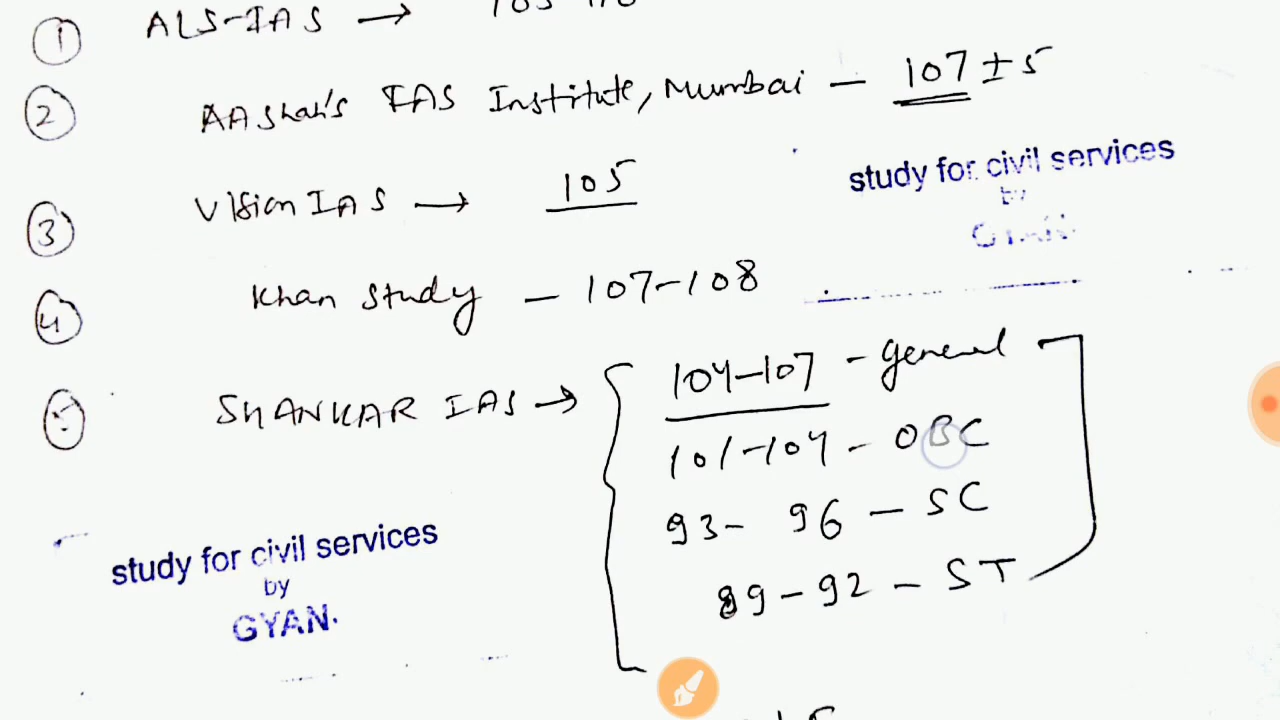 ① ALS-IAS →
② AAShah's IAS Institute, Mumbai – 107 ± 5
study for civil services
by
GYAN.
③ Vision IAS → 105
④ Khan Study – 107-108
⑤ SHANKAR IAS → 104-107 - general
101-104 - OBC
93- 96 - SC
89-92 - ST
study for civil services
by
GYAN.